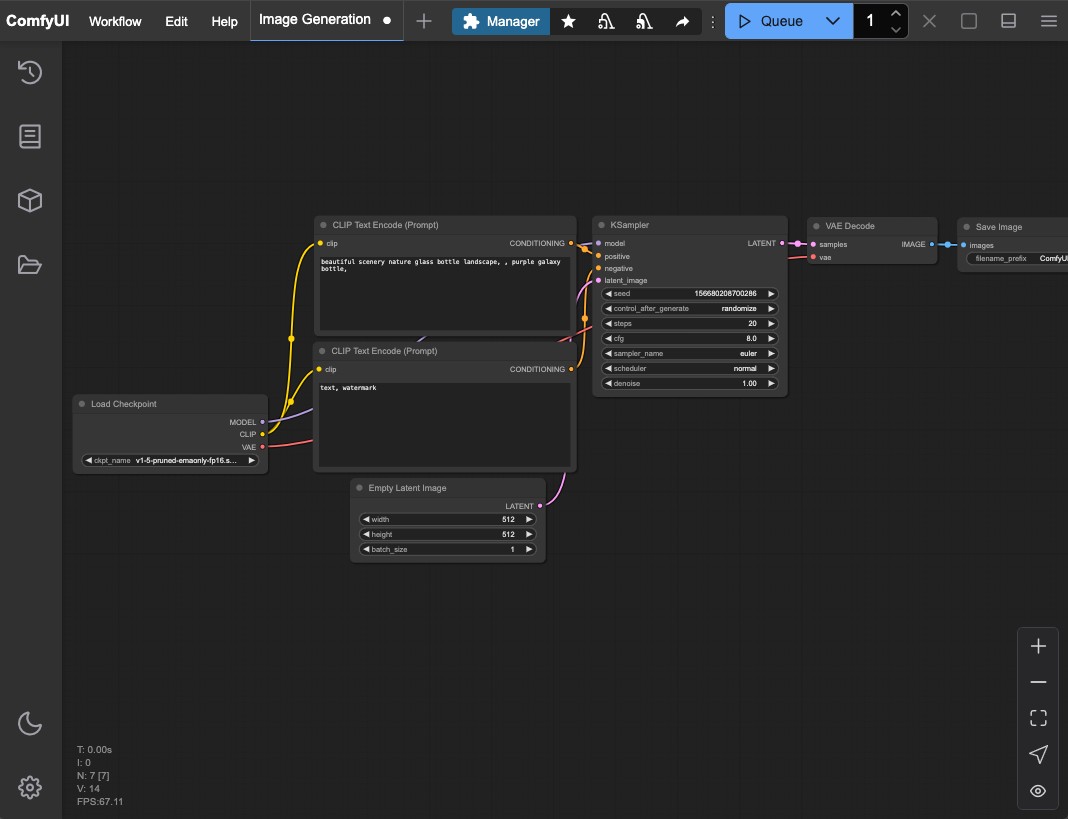 ComfyUI Workflow Edit Help Image Generation Manager Queue 1
CLIP Text Encode (Prompt)
clip CONDITIONING
beautiful scenery nature glass bottle landscape, , purple galaxy
bottle,
KSampler
model LATENT
positive
negative
latent_image
seed 156680208700286
control_after_generate randomize
steps 20
cfg 8.0
sampler_name euler
scheduler normal
denoise 1.00
VAE Decode
samples IMAGE
vae
Save Image
images
filename_prefix ComfyUI
CLIP Text Encode (Prompt)
clip CONDITIONING
text, watermark
Load Checkpoint
MODEL
CLIP
VAE
ckpt_name v1-5-pruned-emaonly-fp16.s...
Empty Latent Image
LATENT
width 512
height 512
batch_size 1
T: 0.00s
I: 0
N: 7 [7]
V: 14
FPS:67.11